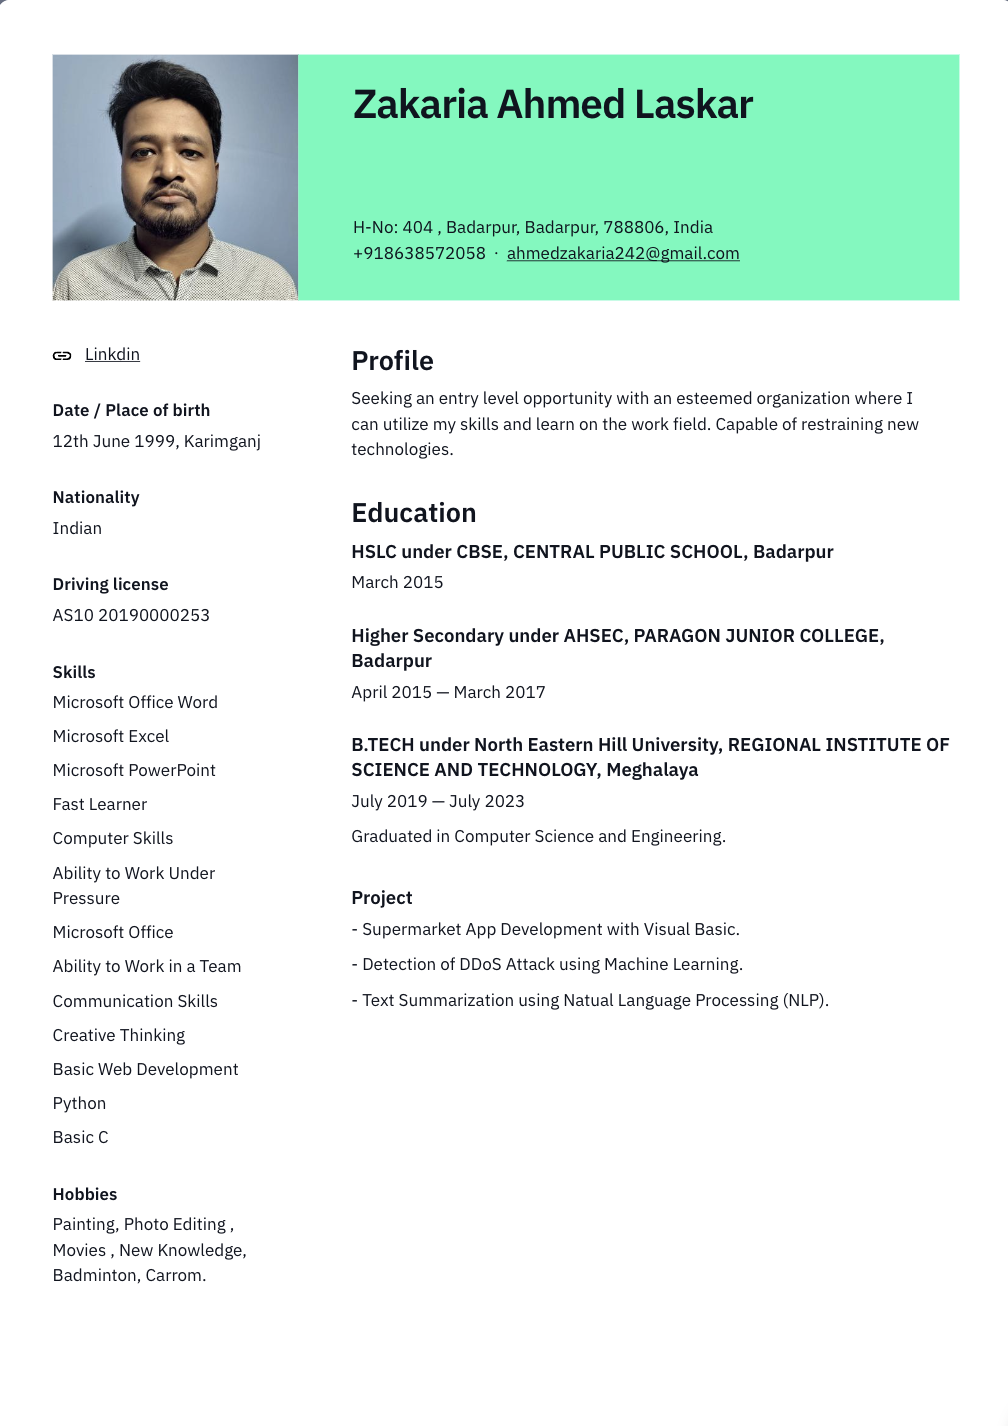 Zakaria Ahmed Laskar
H-No: 404 , Badarpur, Badarpur, 788806, India
+918638572058 · ahmedzakaria242@gmail.com
Linkdin
Date / Place of birth
12th June 1999, Karimganj
Nationality
Indian
Driving license
AS10 20190000253
Skills
Microsoft Office Word
Microsoft Excel
Microsoft PowerPoint
Fast Learner
Computer Skills
Ability to Work Under
Pressure
Microsoft Office
Ability to Work in a Team
Communication Skills
Creative Thinking
Basic Web Development
Python
Basic C
Hobbies
Painting, Photo Editing ,
Movies , New Knowledge,
Badminton, Carrom.
Profile
Seeking an entry level opportunity with an esteemed organization where I
can utilize my skills and learn on the work field. Capable of restraining new
technologies.
Education
HSLC under CBSE, CENTRAL PUBLIC SCHOOL, Badarpur
March 2015
Higher Secondary under AHSEC, PARAGON JUNIOR COLLEGE,
Badarpur
April 2015 — March 2017
B.TECH under North Eastern Hill University, REGIONAL INSTITUTE OF
SCIENCE AND TECHNOLOGY, Meghalaya
July 2019 — July 2023
Graduated in Computer Science and Engineering.
Project
- Supermarket App Development with Visual Basic.
- Detection of DDoS Attack using Machine Learning.
- Text Summarization using Natual Language Processing (NLP).